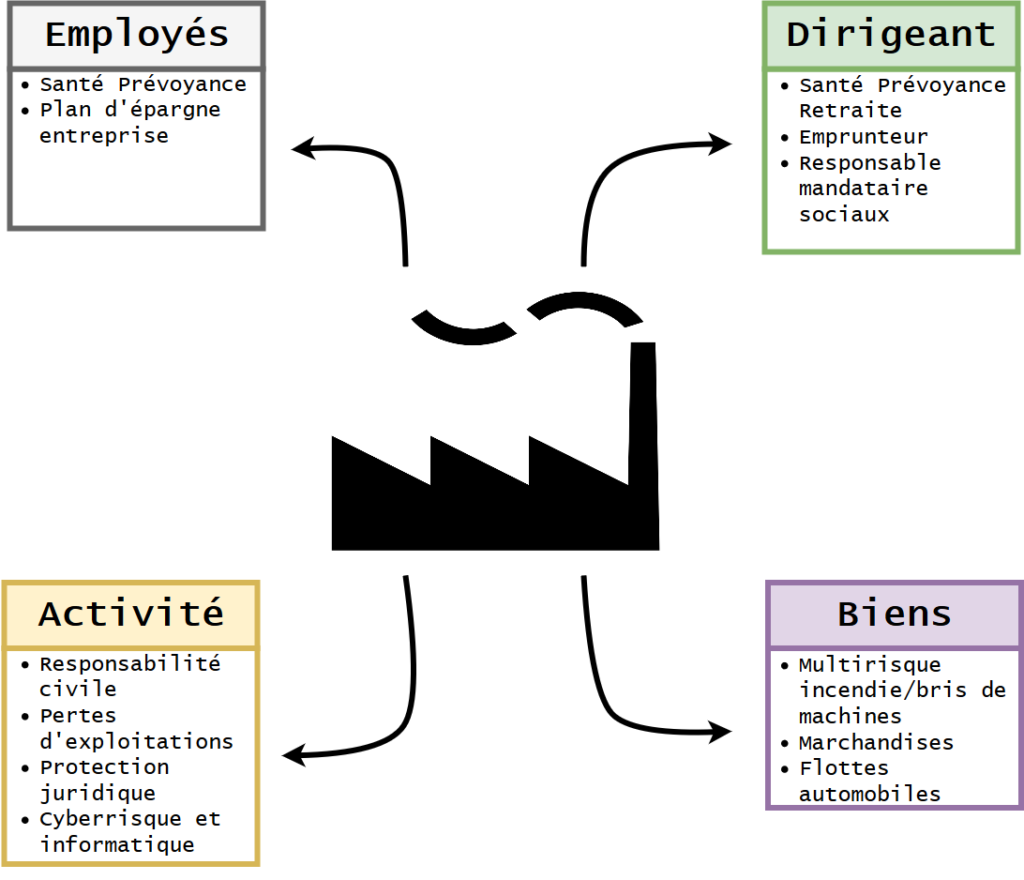 Employés
• Santé Prévoyance
• Plan d'épargne
entreprise
Dirigeant
• Santé Prévoyance
Retraite
• Emprunteur
• Responsable
mandataire
sociaux
Activité
• Responsabilité
civile
• Pertes
d'exploitations
• Protection
juridique
• Cyberrisque et
informatique
Biens
• Multirisque
incendie/bris de
machines
• Marchandises
• Flottes
automobiles